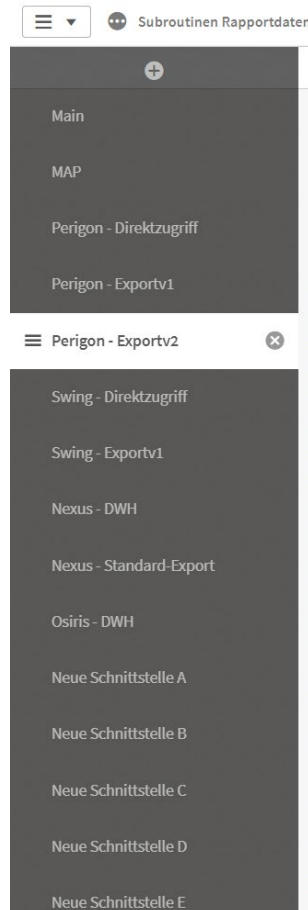 Subroutinen Rapportdaten
Main
MAP
Perigon - Direktzugriff
Perigon - Exportv1
Perigon - Exportv2
Swing - Direktzugriff
Swing - Exportv1
Nexus - DWH
Nexus - Standard-Export
Osiris - DWH
Neue Schnittstelle A
Neue Schnittstelle B
Neue Schnittstelle C
Neue Schnittstelle D
Neue Schnittstelle E